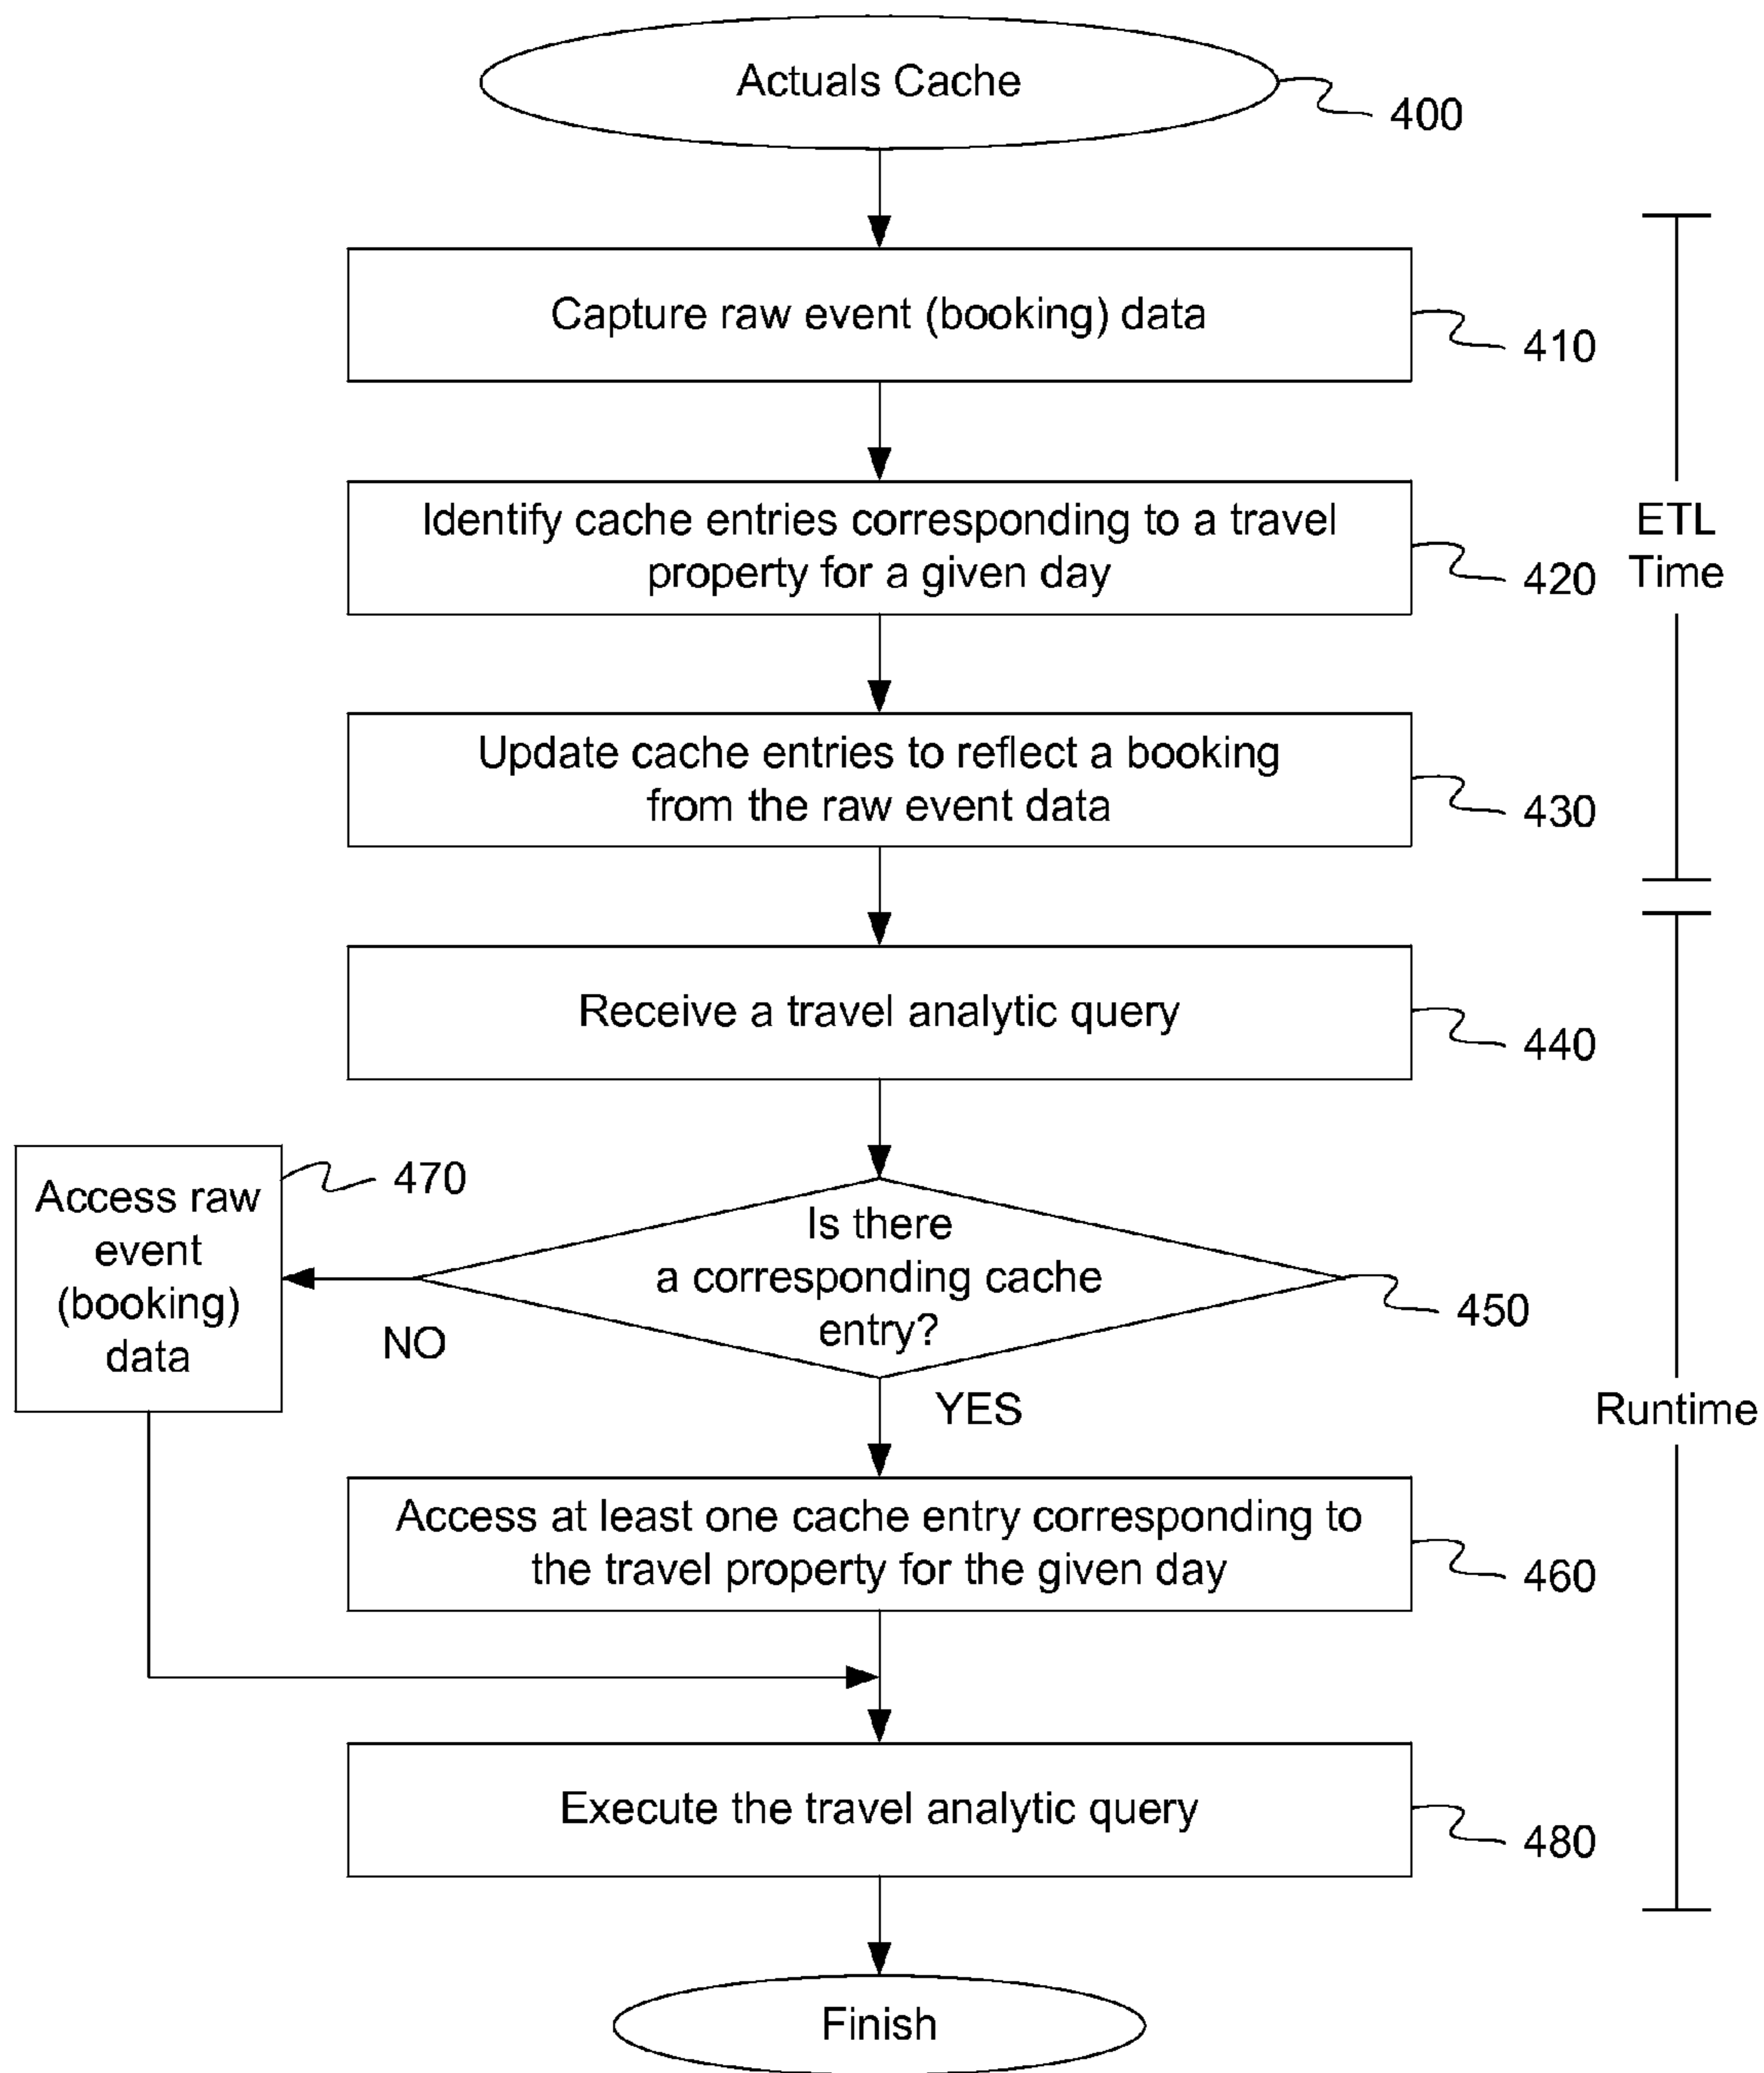 Actuals Cache
400
Capture raw event (booking) data
410
Identify cache entries corresponding to a travel
property for a given day
420
ETL
Time
Update cache entries to reflect a booking
from the raw event data
430
Receive a travel analytic query
440
Access raw
event
(booking)
data
470
Is there
a corresponding cache
entry?
450
NO
YES
Runtime
Access at least one cache entry corresponding to
the travel property for the given day
460
Execute the travel analytic query
480
Finish